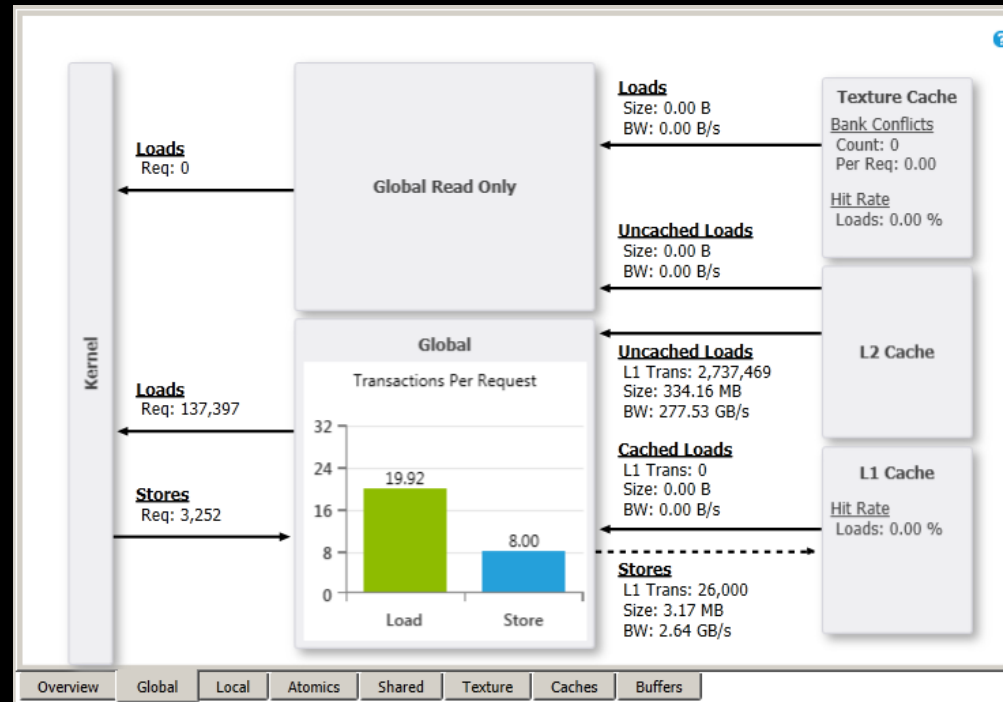 Kernel
Loads
Req: 0
Global Read Only
Loads
Size: 0.00 B
BW: 0.00 B/s
Uncached Loads
Size: 0.00 B
BW: 0.00 B/s
Texture Cache
Bank Conflicts
Count: 0
Per Req: 0.00
Hit Rate
Loads: 0.00 %
Loads
Req: 137,397
Stores
Req: 3,252
Global
Transactions Per Request
32
24
16
8
0
19.92
8.00
Load
Store
Uncached Loads
L1 Trans: 2,737,469
Size: 334.16 MB
BW: 277.53 GB/s
L2 Cache
Cached Loads
L1 Trans: 0
Size: 0.00 B
BW: 0.00 B/s
Stores
L1 Trans: 26,000
Size: 3.17 MB
BW: 2.64 GB/s
L1 Cache
Hit Rate
Loads: 0.00 %
Overview
Global
Local
Atomics
Shared
Texture
Caches
Buffers